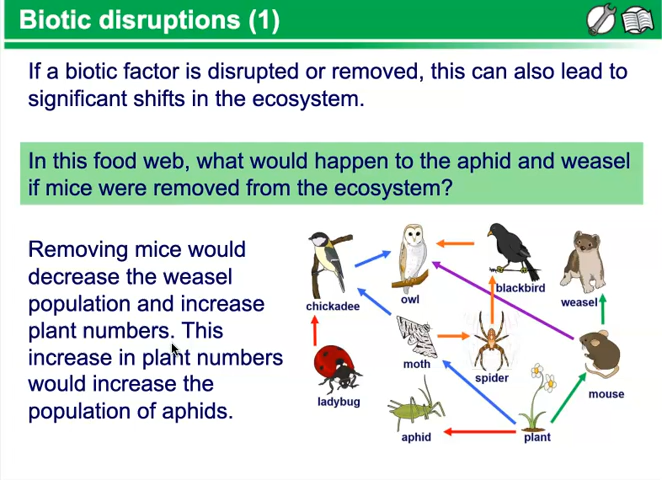 Biotic disruptions (1)
If a biotic factor is disrupted or removed, this can also lead to
significant shifts in the ecosystem.
In this food web, what would happen to the aphid and weasel
if mice were removed from the ecosystem?
Removing mice would
decrease the weasel
population and increase
plant numbers. This
increase in plant numbers
would increase the
population of aphids.
chickadee
owl
blackbird
weasel
moth
spider
mouse
ladybug
aphid
plant